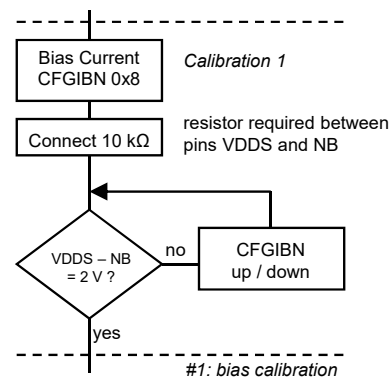 Bias Current
CFGIBN 0x8
Calibration 1
Connect 10 kΩ
resistor required between
pins VDDS and NB
VDDS – NB
= 2 V ?
no
CFGIBN
up / down
yes
#1: bias calibration